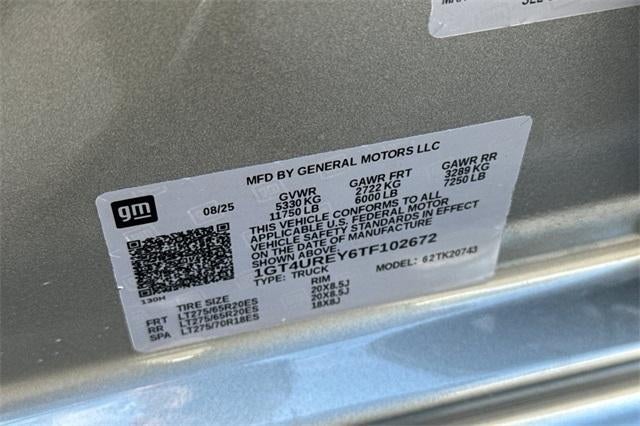 MFD BY GENERAL MOTORS LLC
gm
08/25
GVWR GAWR FRT GAWR RR
5330 KG 2722 KG 3289 KG
11750 LB 6000 LB 7250 LB
THIS VEHICLE CONFORMS TO ALL
APPLICABLE U.S. FEDERAL MOTOR
VEHICLE SAFETY STANDARDS IN EFFECT
ON THE DATE OF MANUFACTURE
SHOWN ABOVE.
1GT4UREY6TF102672
TYPE: TRUCK MODEL: 62TK20743
130H
TIRE SIZE RIM
FRT LT275/65R20ES 20X8.5J
RR LT275/65R20ES 20X8.5J
SPA LT275/70R18ES 18X8J